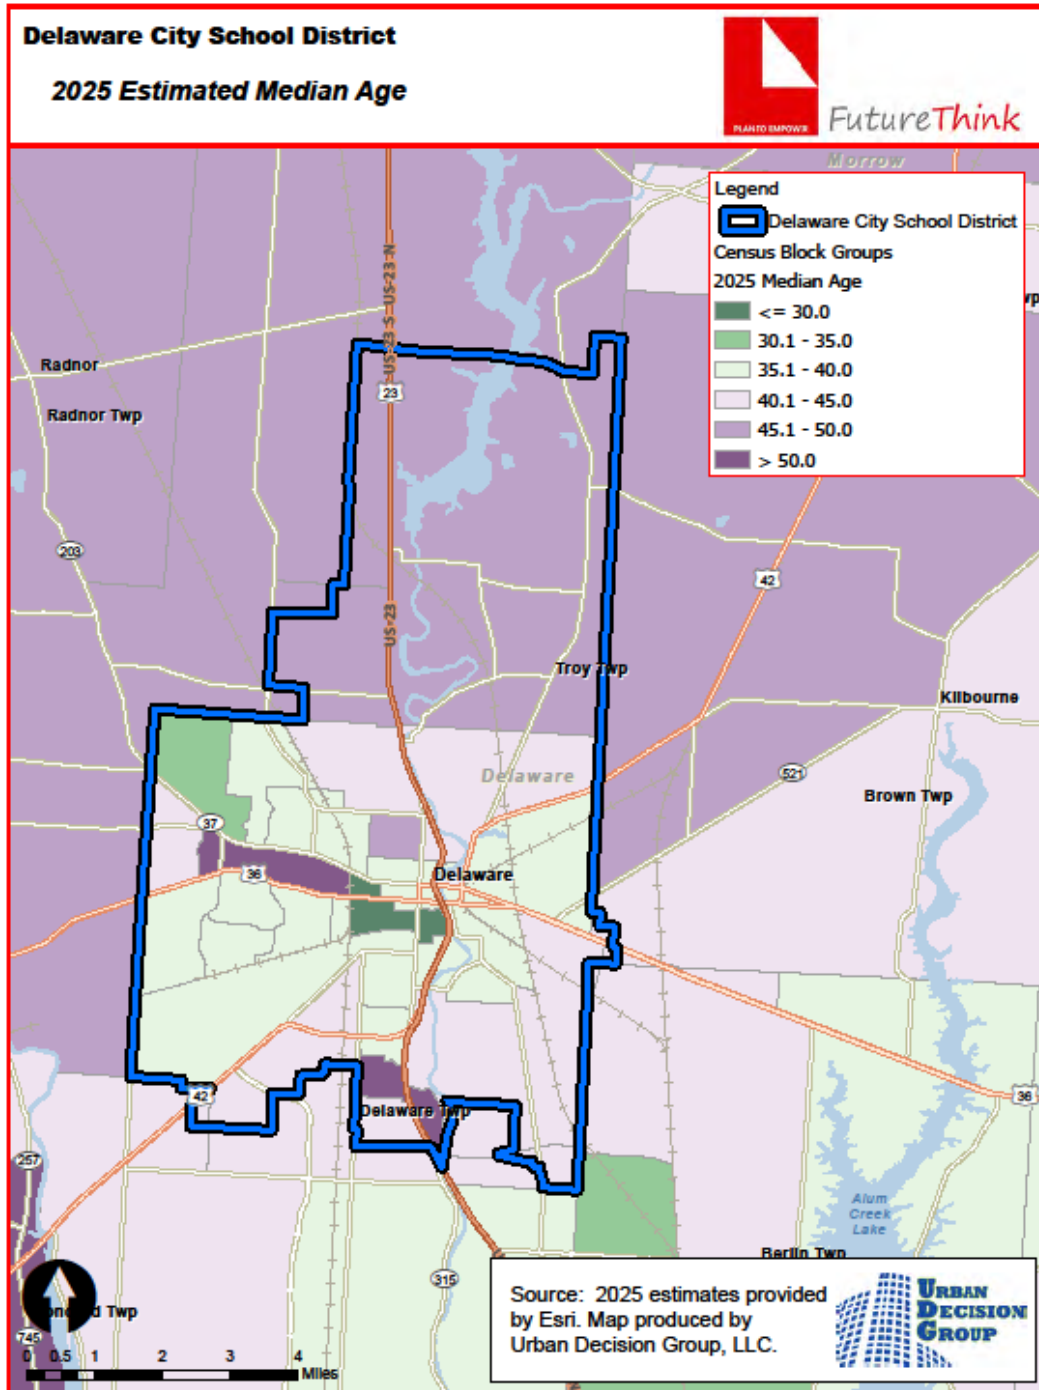 Delaware City School District
2025 Estimated Median Age
PLAN TO EMPOWER
FutureThink
Morrow
Legend
Delaware City School District
Census Block Groups
2025 Median Age
<= 30.0
30.1 - 35.0
35.1 - 40.0
40.1 - 45.0
45.1 - 50.0
> 50.0
US-23 S US-23 N
wp
Radnor
23
Radnor Twp
203
42
US-23
Troy Twp
Kilbourne
Delaware
521
Brown Twp
37
36
Delaware
42
36
Delaware Twp
257
Alum
Creek
Lake
Berlin Twp
315
oncord Twp
745
0 0.5 1 2 3 4
Miles
Source: 2025 estimates provided
by Esri. Map produced by
Urban Decision Group, LLC.
URBAN
DECISION
GROUP